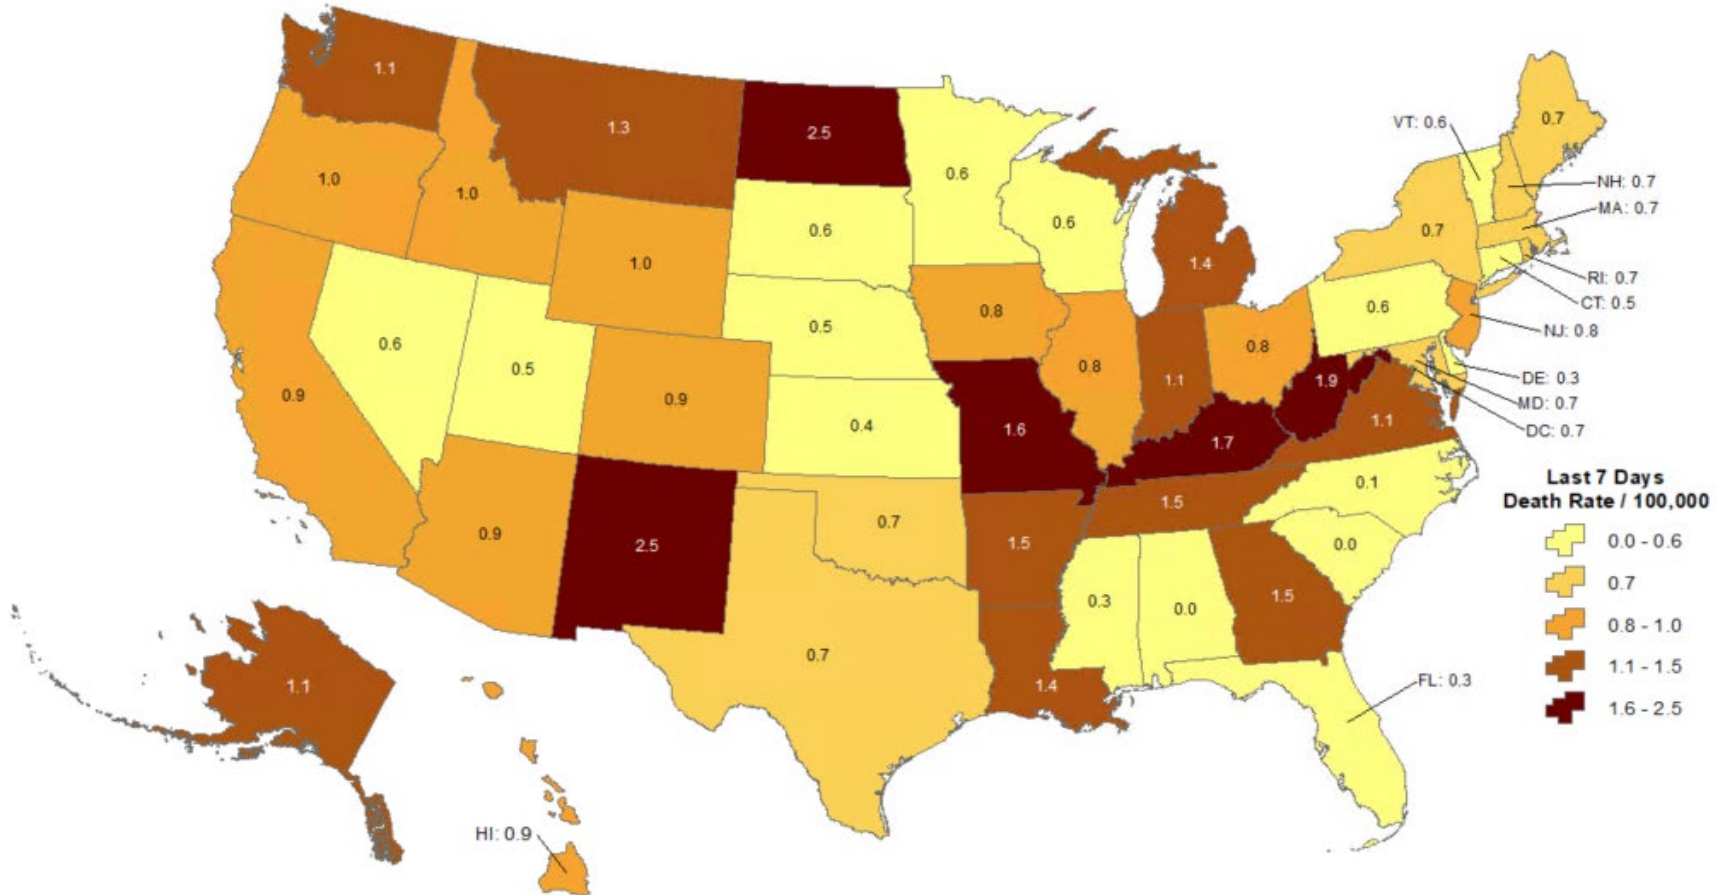 1.1
1.3
2.5
0.6
0.7
VT: 0.6
1.0
1.0
NH: 0.7
MA: 0.7
0.6
0.6
0.7
1.0
1.4
RI: 0.7
CT: 0.5
0.8
0.6
NJ: 0.8
0.5
0.6
0.8
0.8
0.5
1.1
1.9
DE: 0.3
0.9
0.9
MD: 0.7
0.4
1.6
1.7
1.1
DC: 0.7
Last 7 Days
Death Rate / 100,000
0.1
1.5
0.9
2.5
0.7
1.5
0.0
0.0 - 0.6
0.7
0.3
0.0
1.5
0.8 - 1.0
0.7
1.1 - 1.5
1.1
1.4
FL: 0.3
1.6 - 2.5
HI: 0.9